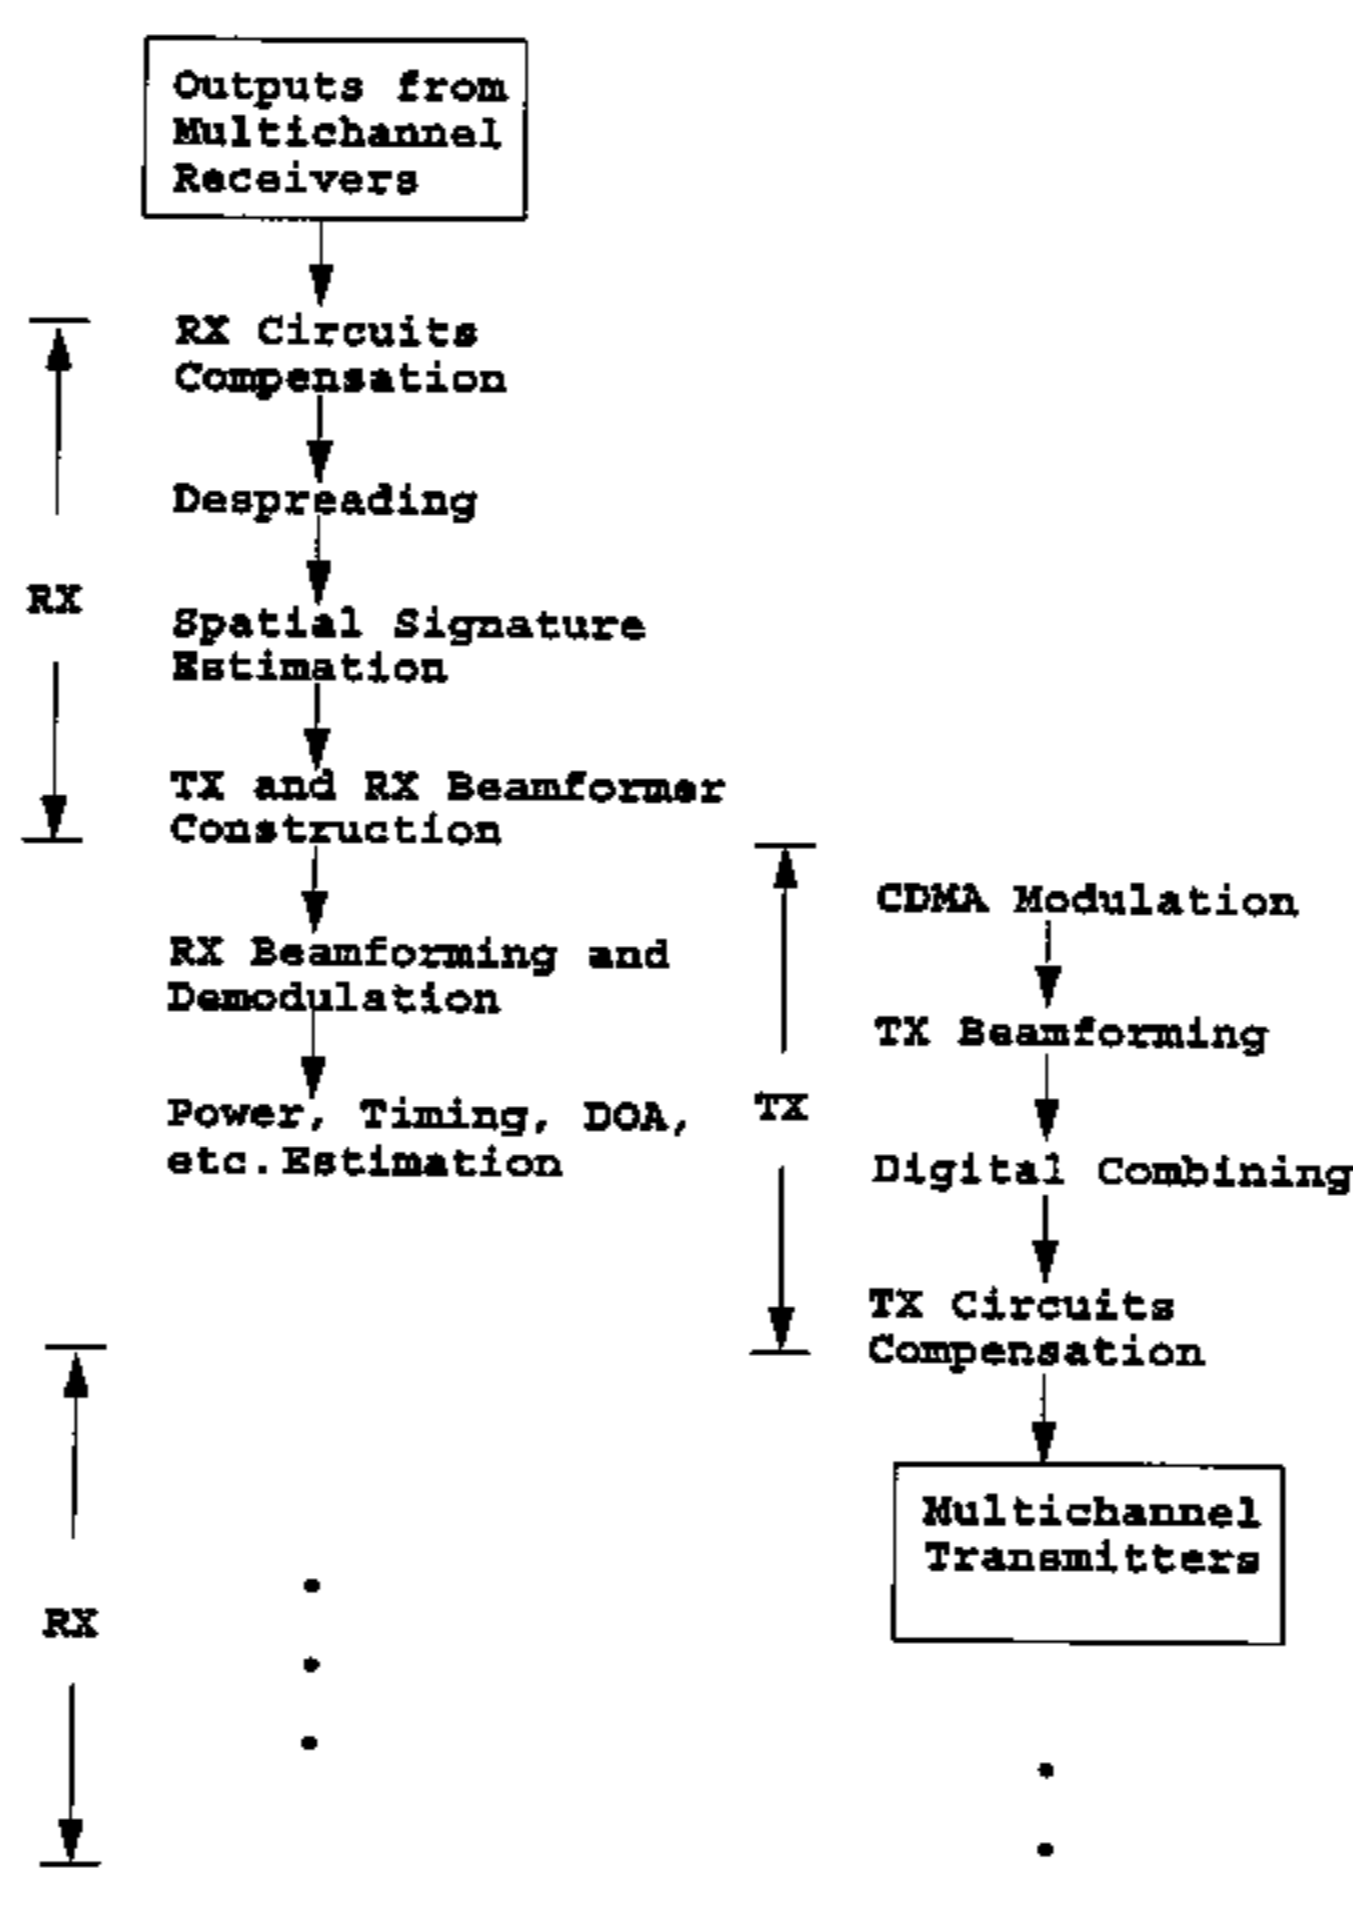 Outputs from
Multichannel
Receivers
RX Circuits
Compensation
Despreading
RX
Spatial Signature
Estimation
TX and RX Beamformer
Construction
RX Beamforming and
Demodulation
Power, Timing, DOA,
etc.Estimation
CDMA Modulation
TX Beamforming
TX
Digital Combining
TX Circuits
Compensation
Multichannel
Transmitters
RX